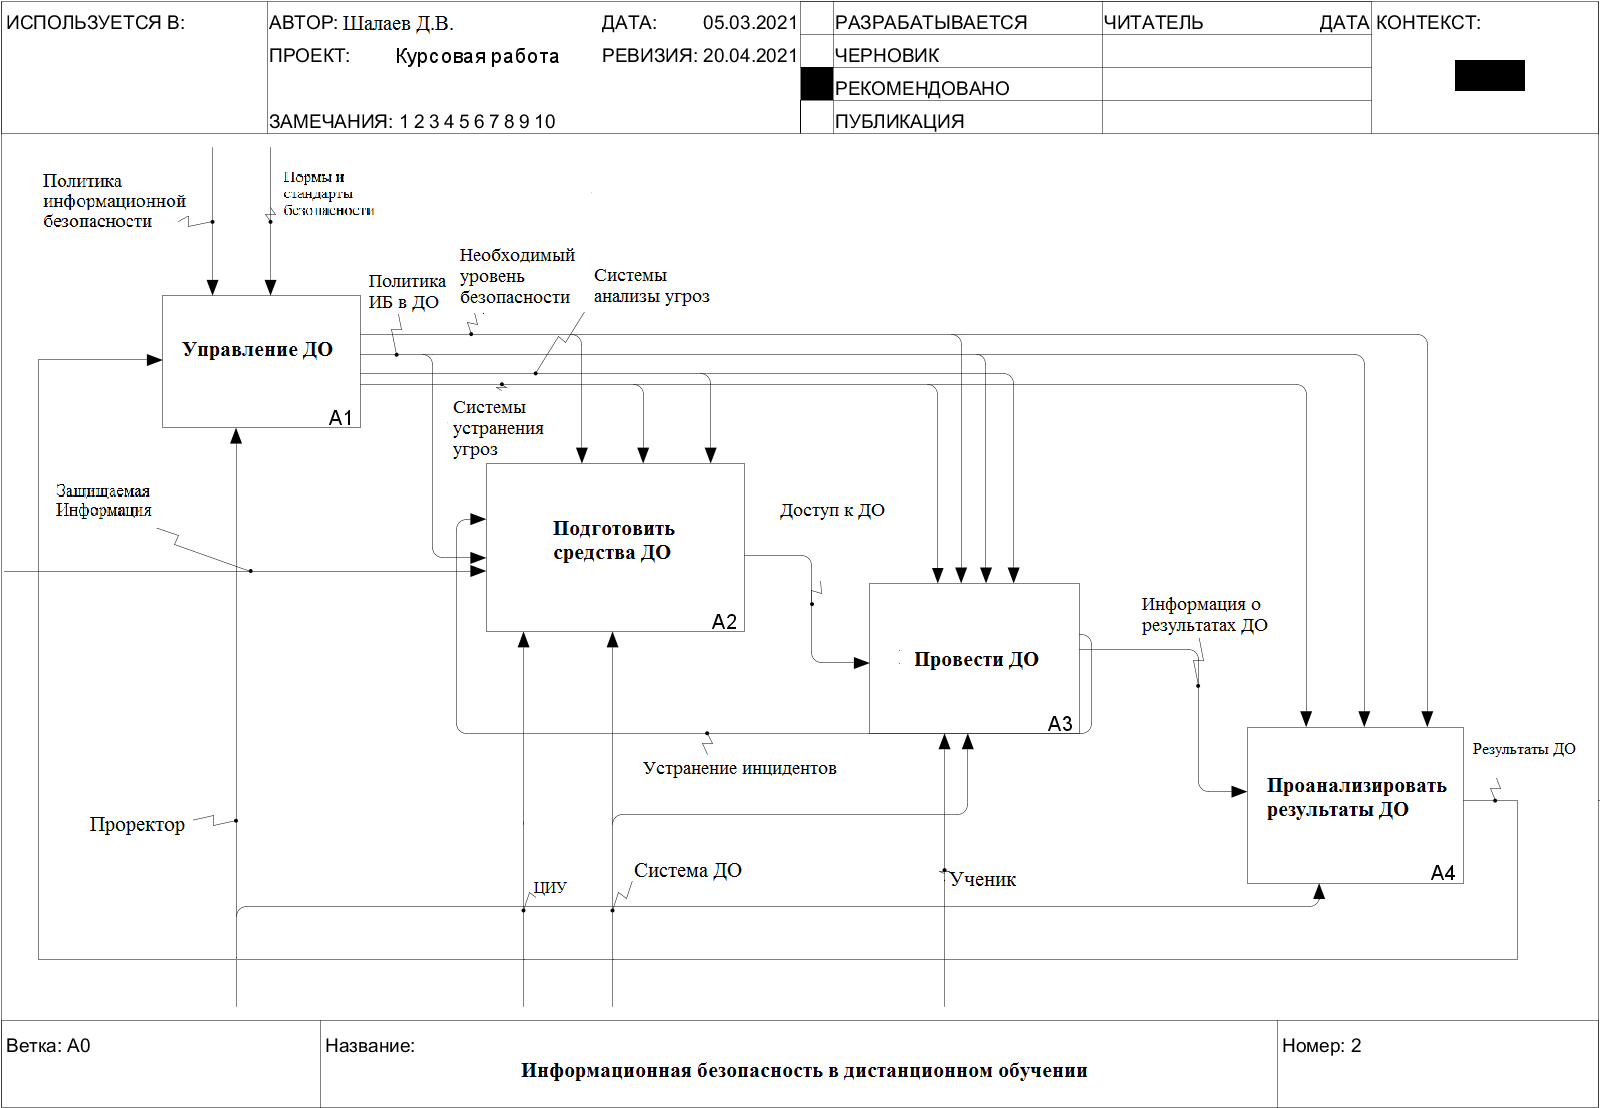 ИСПОЛЬЗУЕТСЯ В:
АВТОР: Шалаев Д.В.
ДАТА: 05.03.2021
ПРОЕКТ: Курсовая работа
РЕВИЗИЯ: 20.04.2021
ЗАМЕЧАНИЯ: 1 2 3 4 5 6 7 8 9 10
РАЗРАБАТЫВАЕТСЯ
ЧЕРНОВИК
РЕКОМЕНДОВАНО
ПУБЛИКАЦИЯ
ЧИТАТЕЛЬ
ДАТА
КОНТЕКСТ:
Политика
информационной
безопасности
Нормы и
стандарты
безопасности
Политика
ИБ в ДО
Необходимый
уровень
безопасности
Системы
анализы угроз
Управление ДО
A1
Системы
устранения
угроз
Защищаемая
Информация
Подготовить
средства ДО
A2
Доступ к ДО
Провести ДО
A3
Информация о
результатах ДО
Устранение инцидентов
Проанализировать
результаты ДО
A4
Результаты ДО
Проректор
ЦИУ
Система ДО
Ученик
Ветка: A0
Название:
Информационная безопасность в дистанционном обучении
Номер: 2